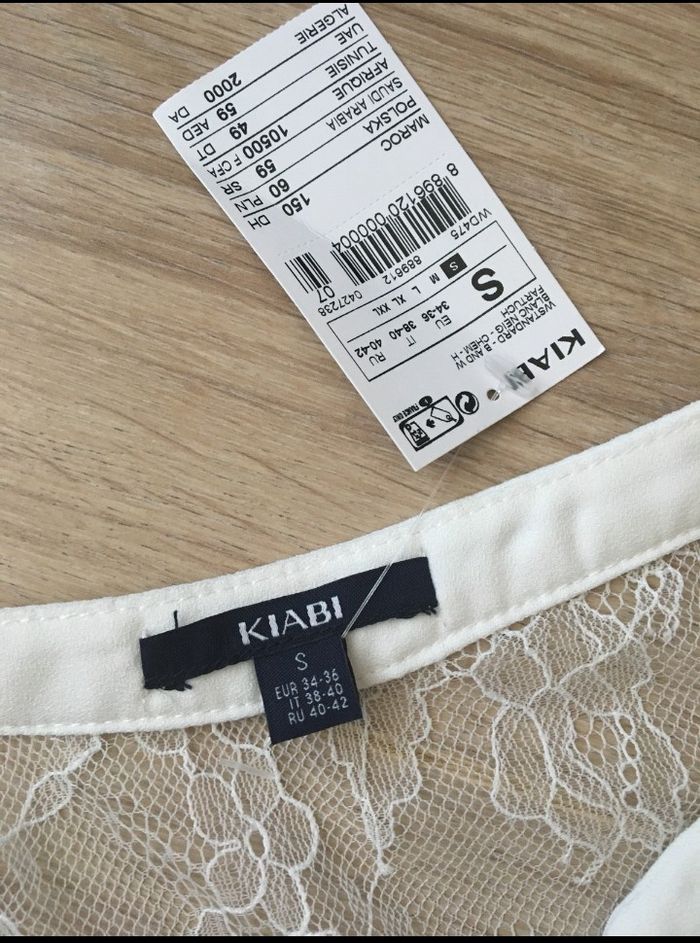 KIABI
WSTANDARD - B AND W
BLANC NEIG - CHEM-H
FARTUCH
S
EU
34-36
IT
38-40
RU
40-42
S M L XL XXL
WD475
889612
0427238
8 896120 000004
07
MAROC 150 DH
POLSKA 60 PLN
SAUDI ARABIA 59 SR
AFRIQUE 10500 F CFA
TUNISIE 49 DT
UAE 59 AED
ALGERIE 2000 DA
KIABI
S
EUR 34-36
IT 38-40
RU 40-42